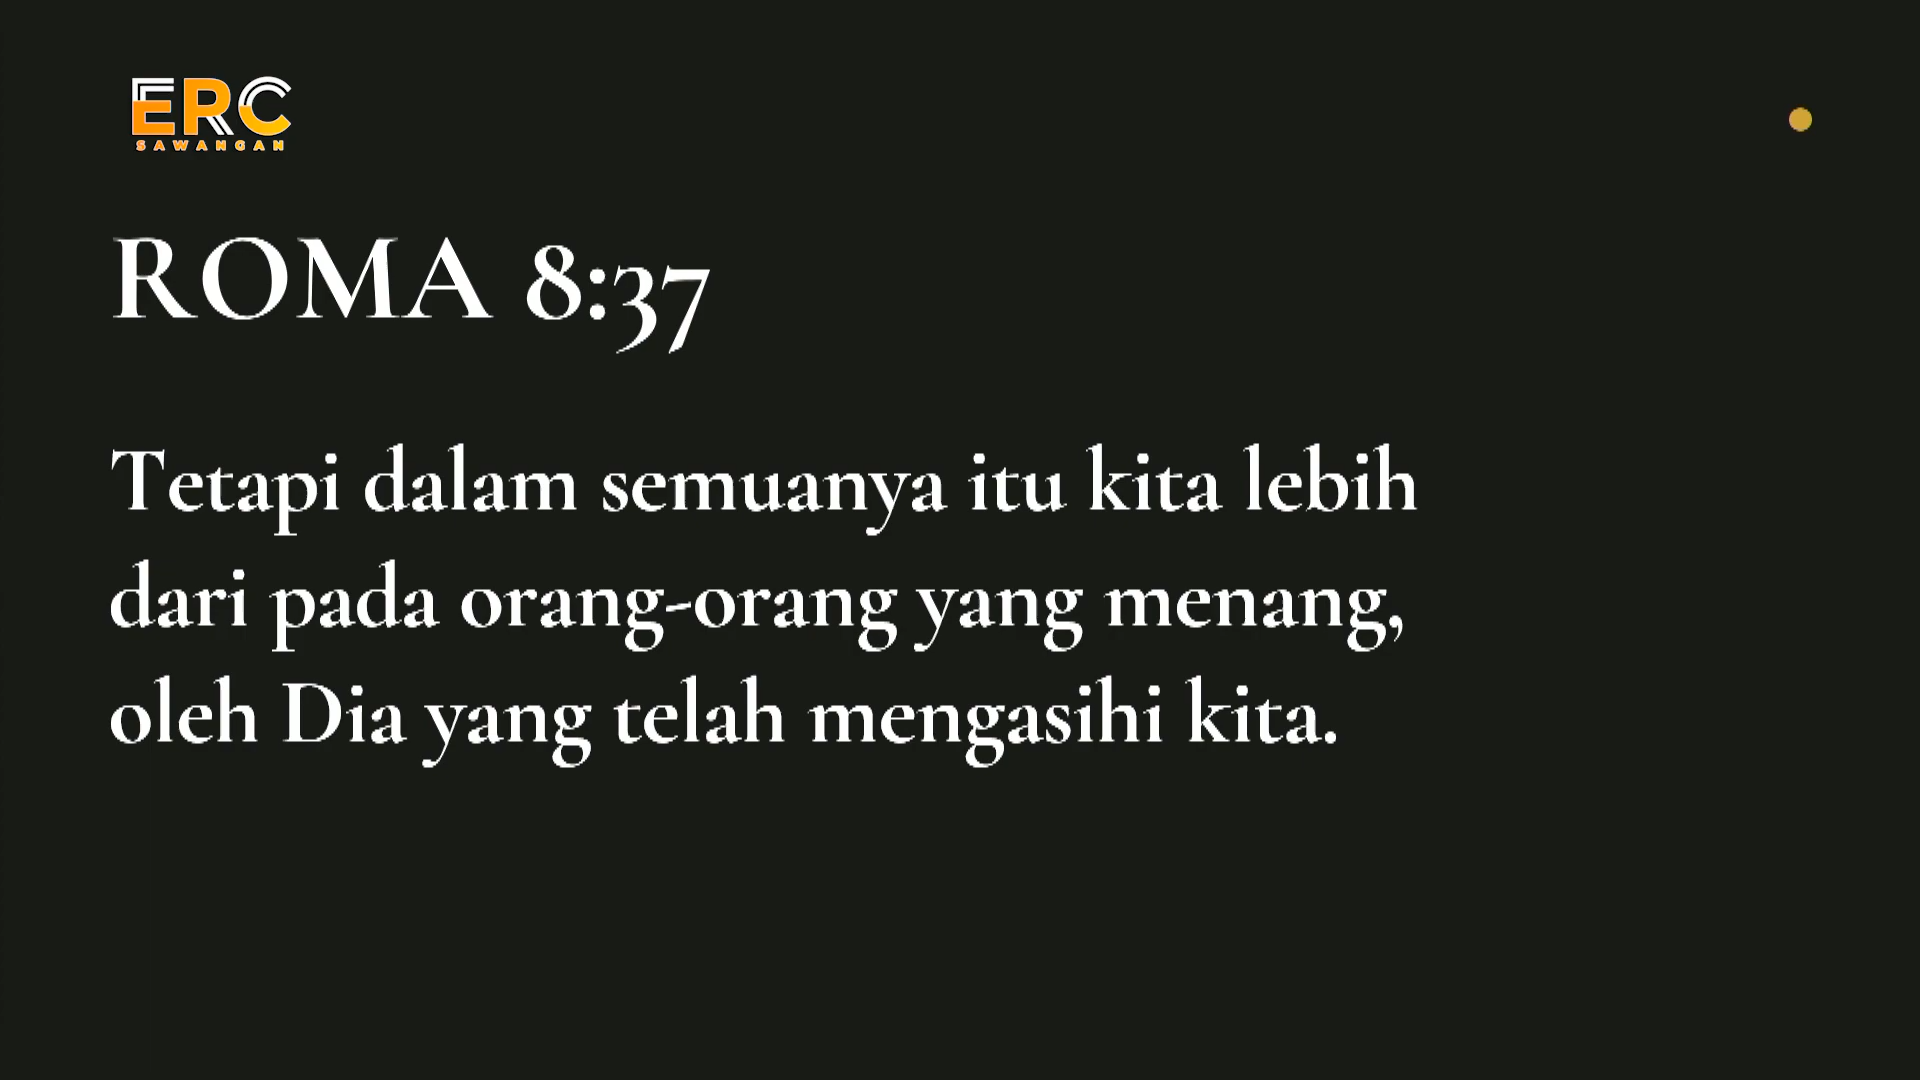 ERC
SAWANGAN
ROMA 8:37
Tetapi dalam semuanya itu kita lebih
dari pada orang-orang yang menang,
oleh Dia yang telah mengasihi kita.